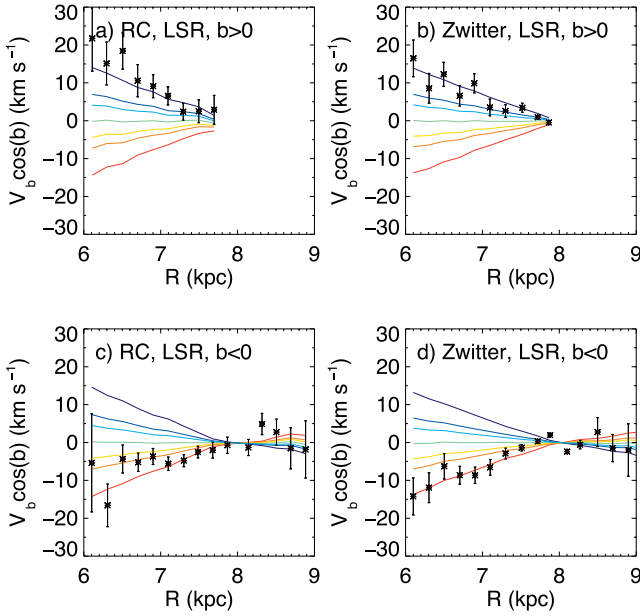 a) RC, LSR, b>0
b) Zwitter, LSR, b>0
30
20
10
0
−10
−20
−30
V_b cos(b) (km s⁻¹)
6 7 8 9
R (kpc)
30
20
10
0
−10
−20
−30
V_b cos(b) (km s⁻¹)
6 7 8 9
R (kpc)
c) RC, LSR, b<0
d) Zwitter, LSR, b<0
30
20
10
0
−10
−20
−30
V_b cos(b) (km s⁻¹)
6 7 8 9
R (kpc)
30
20
10
0
−10
−20
−30
V_b cos(b) (km s⁻¹)
6 7 8 9
R (kpc)